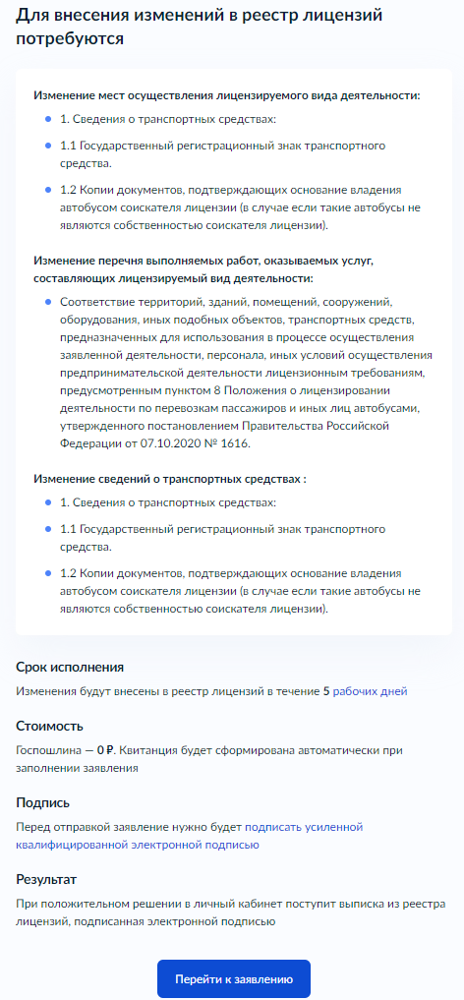 Для внесения изменений в реестр лицензий
потребуются
Изменение мест осуществления лицензируемого вида деятельности:
1. Сведения о транспортных средствах:
1.1 Государственный регистрационный знак транспортного
средства.
1.2 Копии документов, подтверждающих основание владения
автобусом соискателя лицензии (в случае если такие автобусы не
являются собственностью соискателя лицензии).
Изменение перечня выполняемых работ, оказываемых услуг,
составляющих лицензируемый вид деятельности:
Соответствие территорий, зданий, помещений, сооружений,
оборудования, иных подобных объектов, транспортных средств,
предназначенных для использования в процессе осуществления
заявленной деятельности, персонала, иных условий осуществления
предпринимательской деятельности лицензионным требованиям,
предусмотренным пунктом 8 Положения о лицензировании
деятельности по перевозкам пассажиров и иных лиц автобусами,
утвержденного постановлением Правительства Российской
Федерации от 07.10.2020 № 1616.
Изменение сведений о транспортных средствах :
1. Сведения о транспортных средствах:
1.1 Государственный регистрационный знак транспортного
средства.
1.2 Копии документов, подтверждающих основание владения
автобусом соискателя лицензии (в случае если такие автобусы не
являются собственностью соискателя лицензии).
Срок исполнения
Изменения будут внесены в реестр лицензий в течение 5 рабочих дней
Стоимость
Госпошлина — 0 ₽. Квитанция будет сформирована автоматически при
заполнении заявления
Подпись
Перед отправкой заявление нужно будет подписать усиленной
квалифицированной электронной подписью
Результат
При положительном решении в личный кабинет поступит выписка из реестра
лицензий, подписанная электронной подписью
Перейти к заявлению